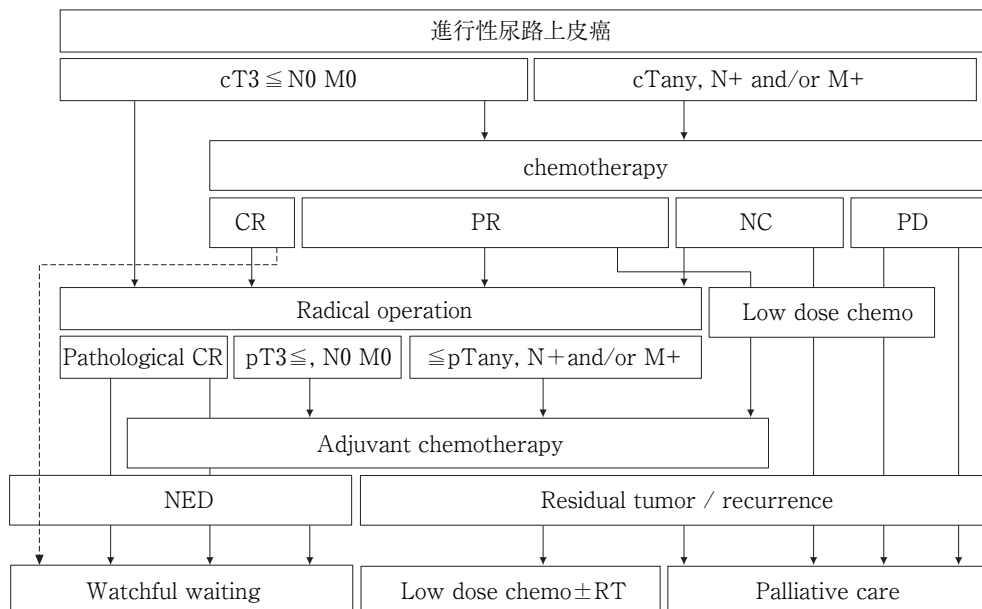 進行性尿路上皮癌
cT3≦N0 M0
cTany, N+ and/or M+
chemotherapy
CR
PR
NC
PD
Radical operation
Low dose chemo
Pathological CR
pT3≦, N0 M0
≦pTany, N+and/or M+
Adjuvant chemotherapy
NED
Residual tumor / recurrence
Watchful waiting
Low dose chemo±RT
Palliative care